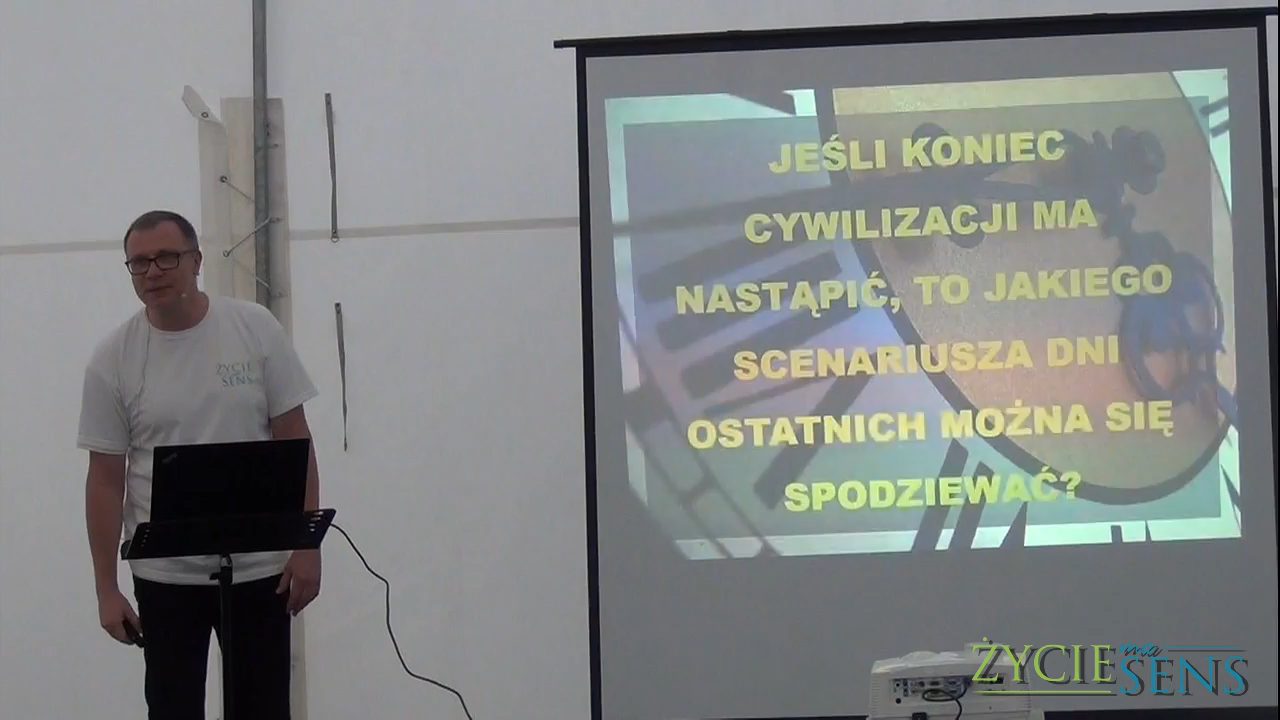 JEŚLI KONIEC
CYWILIZACJI MA
NASTĄPIĆ, TO JAKIEGO
SCENARIUSZA DNI
OSTATNICH MOŻNA SIĘ
SPODZIEWAĆ?
ŻYCIE
SENS
ŻYCIE ma SENS